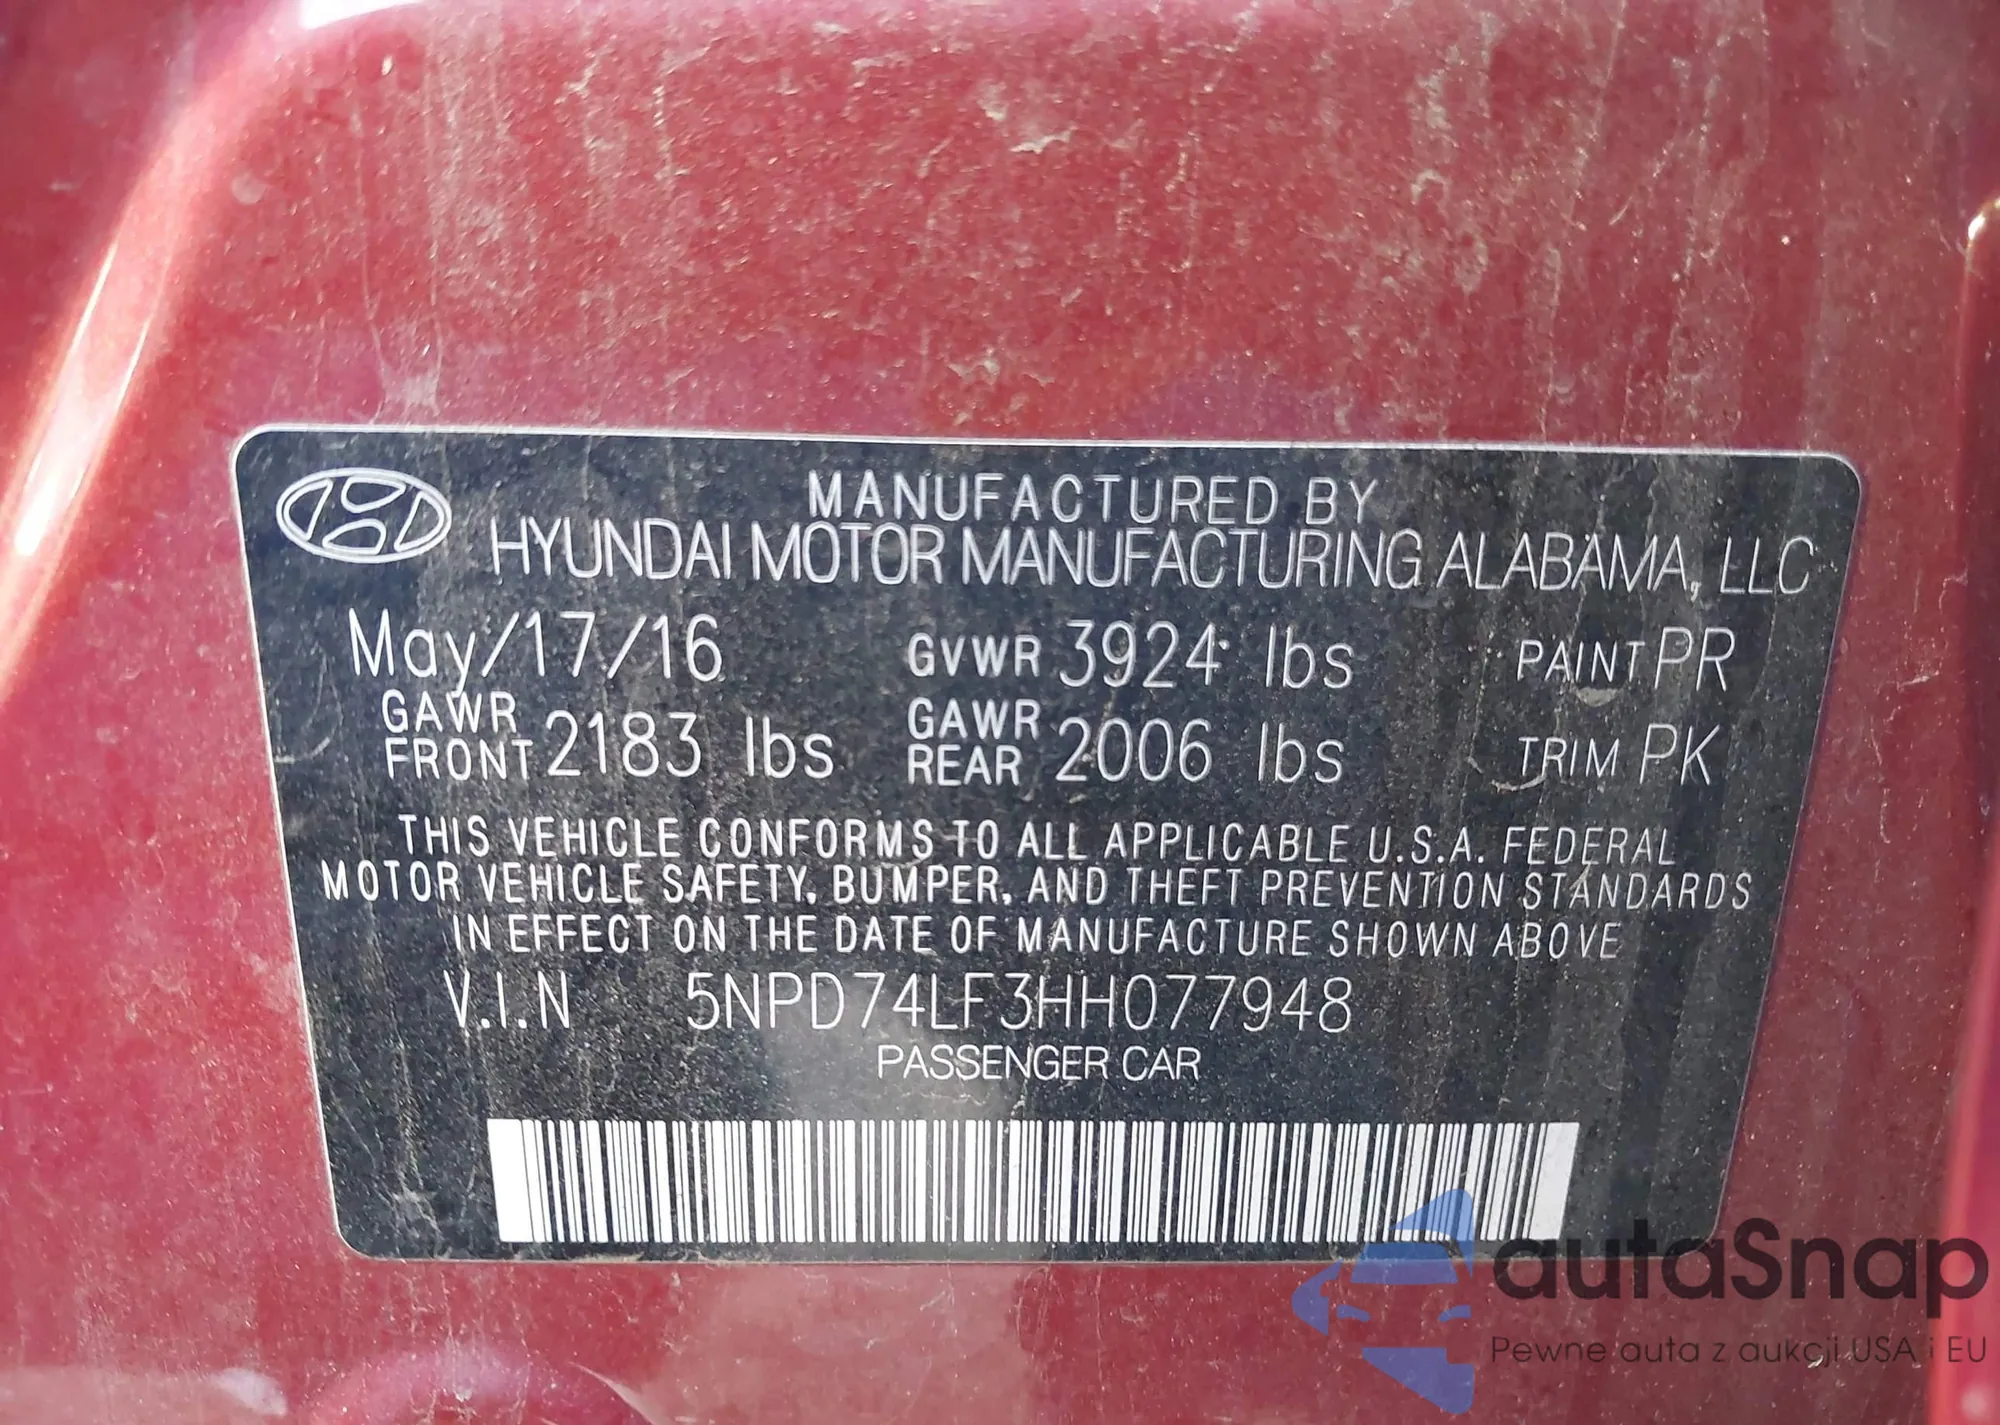 MANUFACTURED BY
HYUNDAI MOTOR MANUFACTURING ALABAMA, LLC
May/17/16 GVWR 3924 lbs PAINT PR
GAWR FRONT 2183 lbs GAWR REAR 2006 lbs TRIM PK
THIS VEHICLE CONFORMS TO ALL APPLICABLE U.S.A. FEDERAL
MOTOR VEHICLE SAFETY, BUMPER, AND THEFT PREVENTION STANDARDS
IN EFFECT ON THE DATE OF MANUFACTURE SHOWN ABOVE
V.I.N 5NPD74LF3HH077948
PASSENGER CAR
autaSnap
Pewne auta z aukcji USA i EU